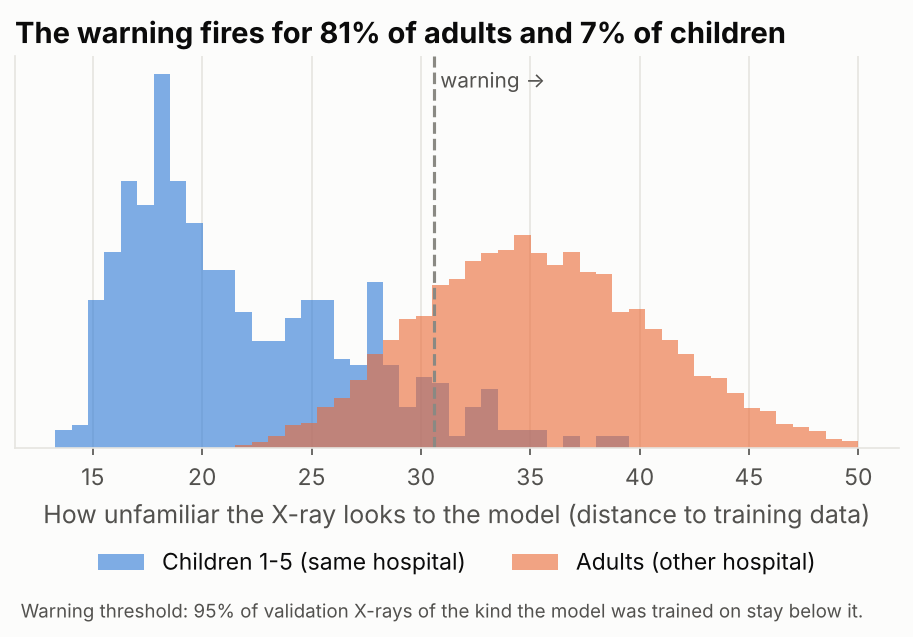 The warning fires for 81% of adults and 7% of children
warning →
15 20 25 30 35 40 45 50
How unfamiliar the X-ray looks to the model (distance to training data)
Children 1-5 (same hospital) Adults (other hospital)
Warning threshold: 95% of validation X-rays of the kind the model was trained on stay below it.